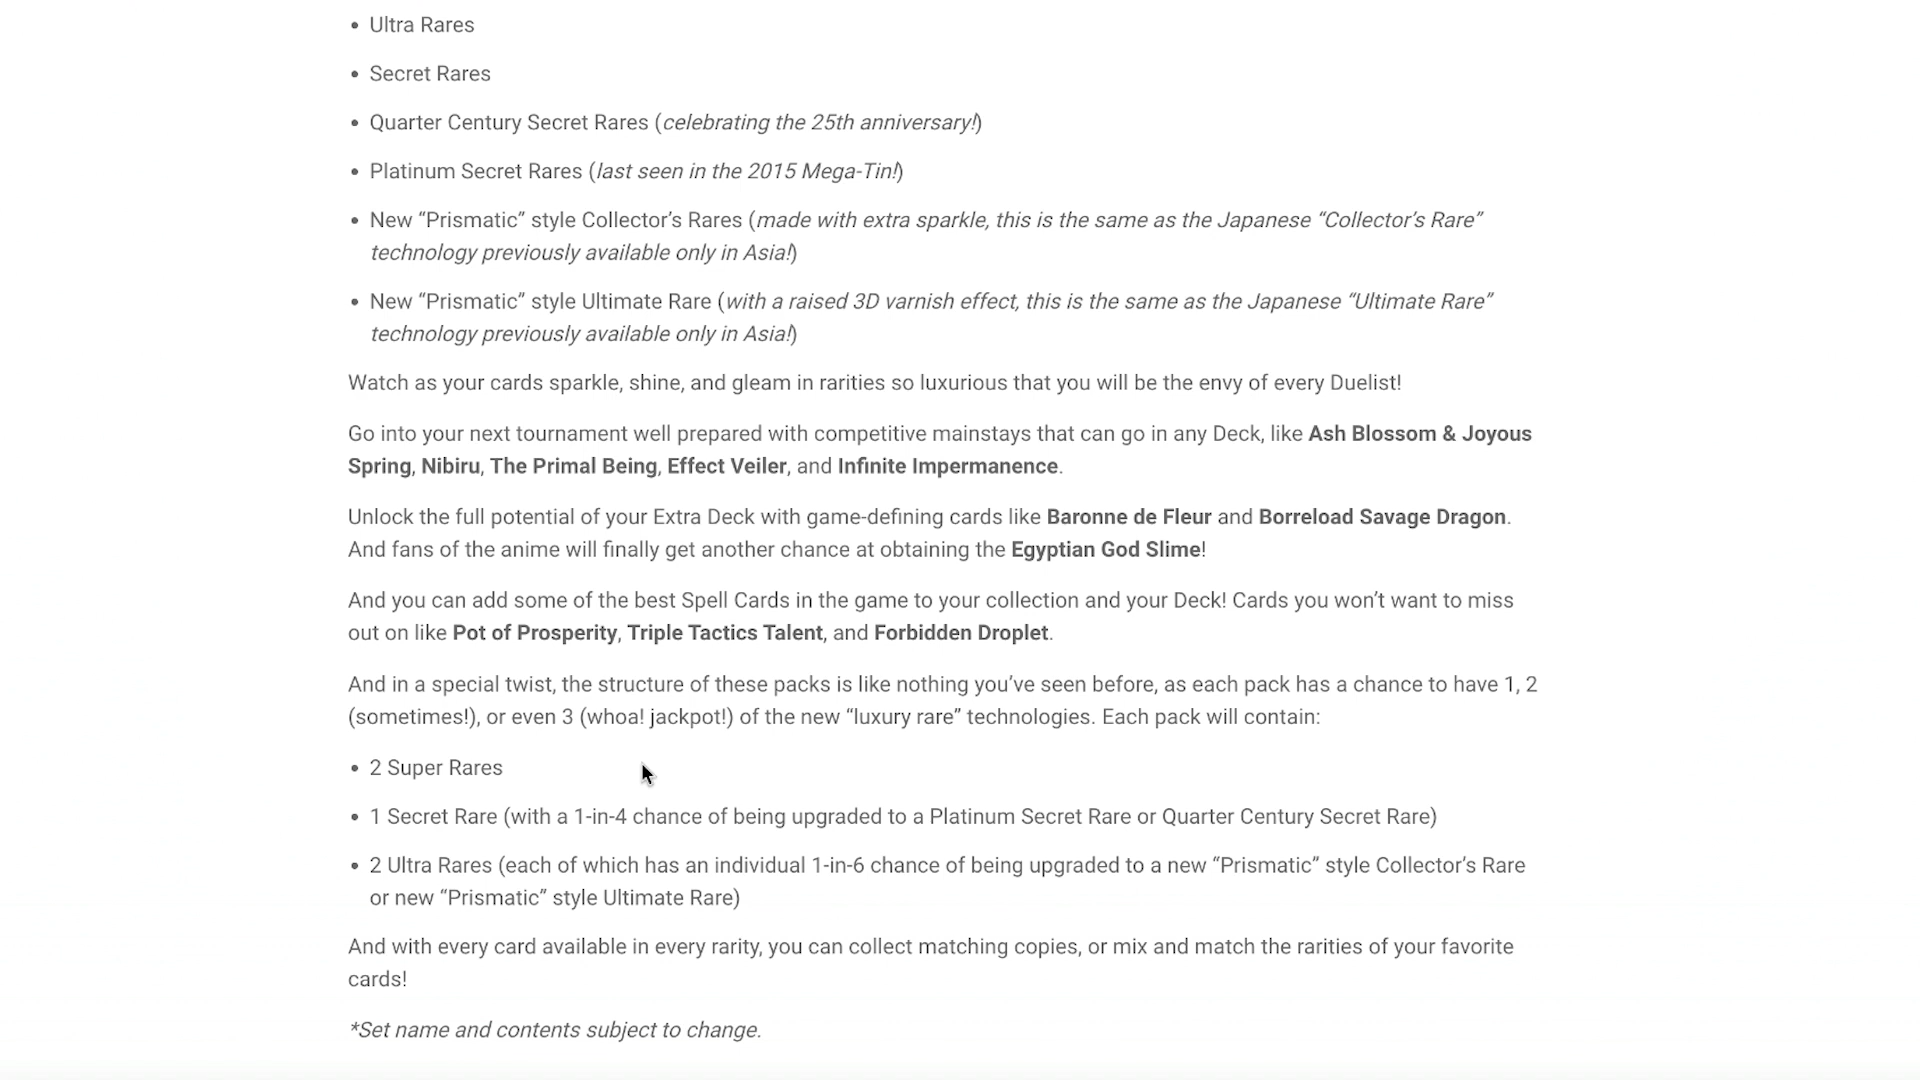 • Ultra Rares
• Secret Rares
• Quarter Century Secret Rares (celebrating the 25th anniversary!)
• Platinum Secret Rares (last seen in the 2015 Mega-Tin!)
• New “Prismatic” style Collector’s Rares (made with extra sparkle, this is the same as the Japanese “Collector’s Rare”
technology previously available only in Asia!)
• New “Prismatic” style Ultimate Rare (with a raised 3D varnish effect, this is the same as the Japanese “Ultimate Rare”
technology previously available only in Asia!)
Watch as your cards sparkle, shine, and gleam in rarities so luxurious that you will be the envy of every Duelist!
Go into your next tournament well prepared with competitive mainstays that can go in any Deck, like Ash Blossom & Joyous
Spring, Nibiru, The Primal Being, Effect Veiler, and Infinite Impermanence.
Unlock the full potential of your Extra Deck with game-defining cards like Baronne de Fleur and Borreload Savage Dragon.
And fans of the anime will finally get another chance at obtaining the Egyptian God Slime!
And you can add some of the best Spell Cards in the game to your collection and your Deck! Cards you won’t want to miss
out on like Pot of Prosperity, Triple Tactics Talent, and Forbidden Droplet.
And in a special twist, the structure of these packs is like nothing you’ve seen before, as each pack has a chance to have 1, 2
(sometimes!), or even 3 (whoa! jackpot!) of the new “luxury rare” technologies. Each pack will contain:
• 2 Super Rares
• 1 Secret Rare (with a 1-in-4 chance of being upgraded to a Platinum Secret Rare or Quarter Century Secret Rare)
• 2 Ultra Rares (each of which has an individual 1-in-6 chance of being upgraded to a new “Prismatic” style Collector’s Rare
or new “Prismatic” style Ultimate Rare)
And with every card available in every rarity, you can collect matching copies, or mix and match the rarities of your favorite
cards!
*Set name and contents subject to change.